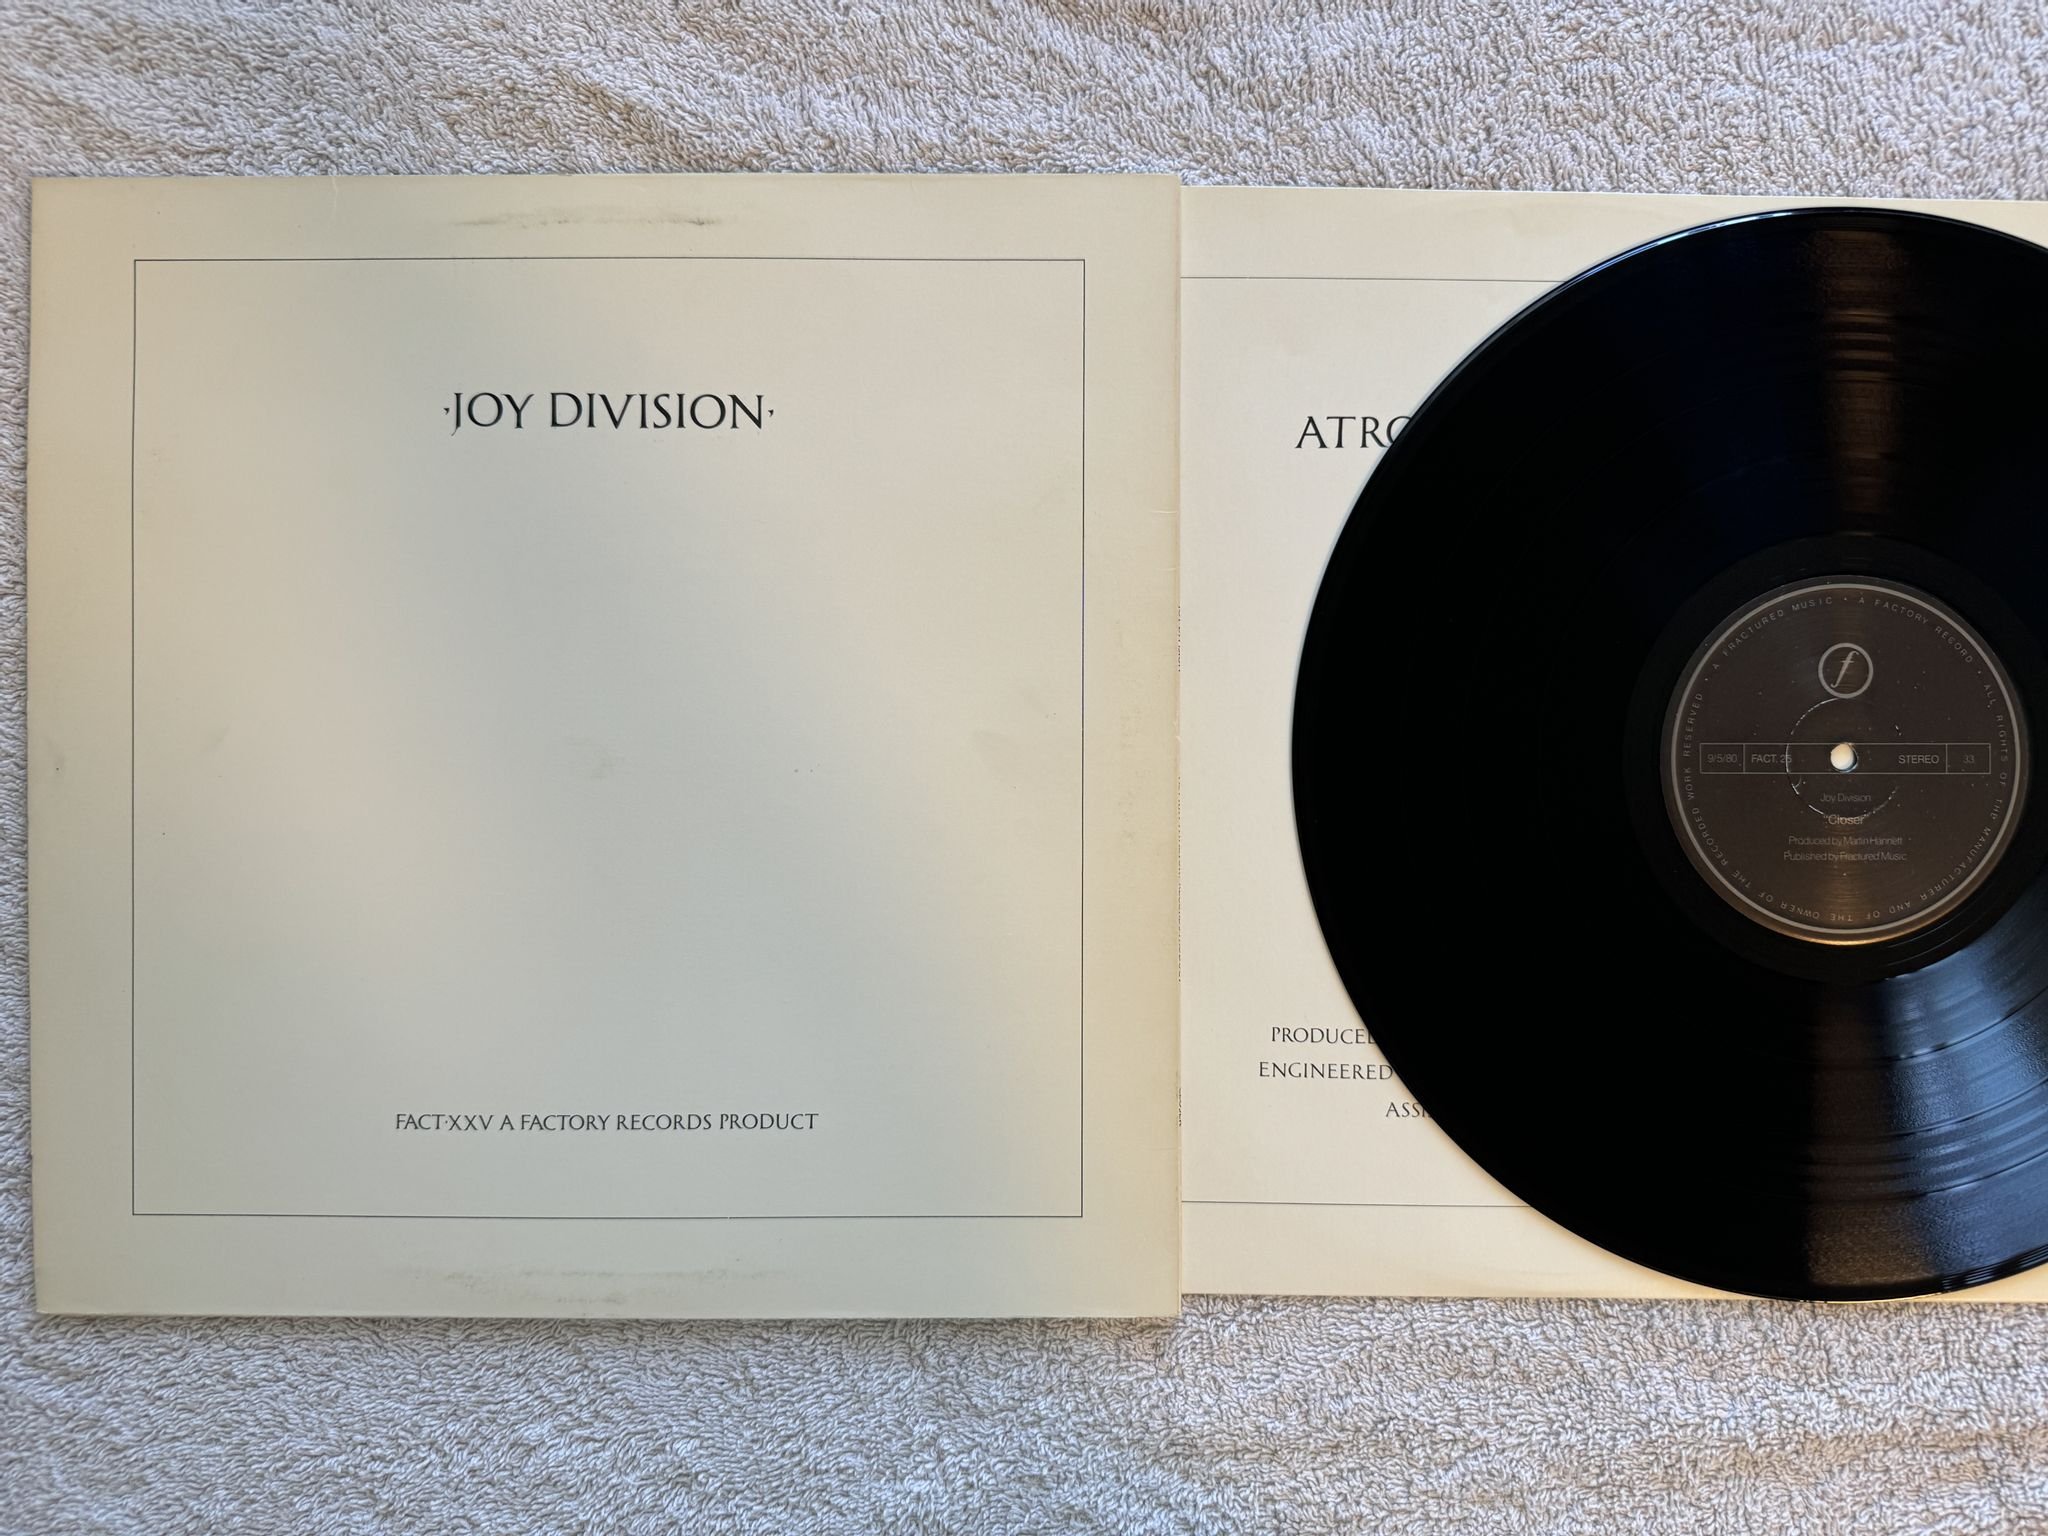 ·JOY DIVISION·
FACT·XXV A FACTORY RECORDS PRODUCT
ATRO
PRODUCED
ENGINEERED
ASSI
· A FRACTURED MUSIC · A FACTORY RECORD · ALL RIGHTS OF THE MANUFACTURER AND OF THE OWNER OF THE RECORDED WORK RESERVED
f
9/5/80 FACT. 25 STEREO 33
Joy Division
"Closer"
Produced by Martin Hannett
Published by Fractured Music